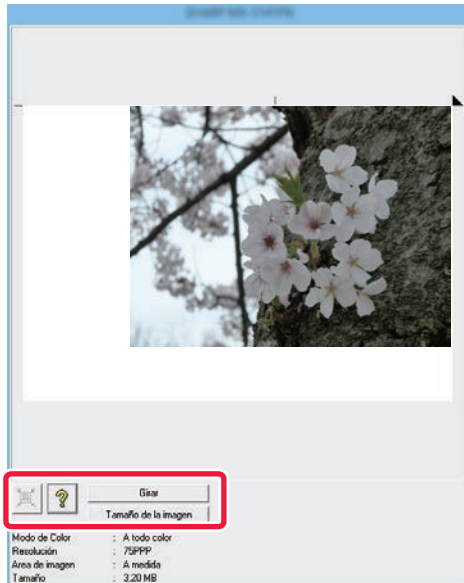 Girar
Tamaño de la imagen
Modo de Color : A todo color
Resolución : 75PPP
Area de imagen : A medida
Tamaño : 3.20 MB